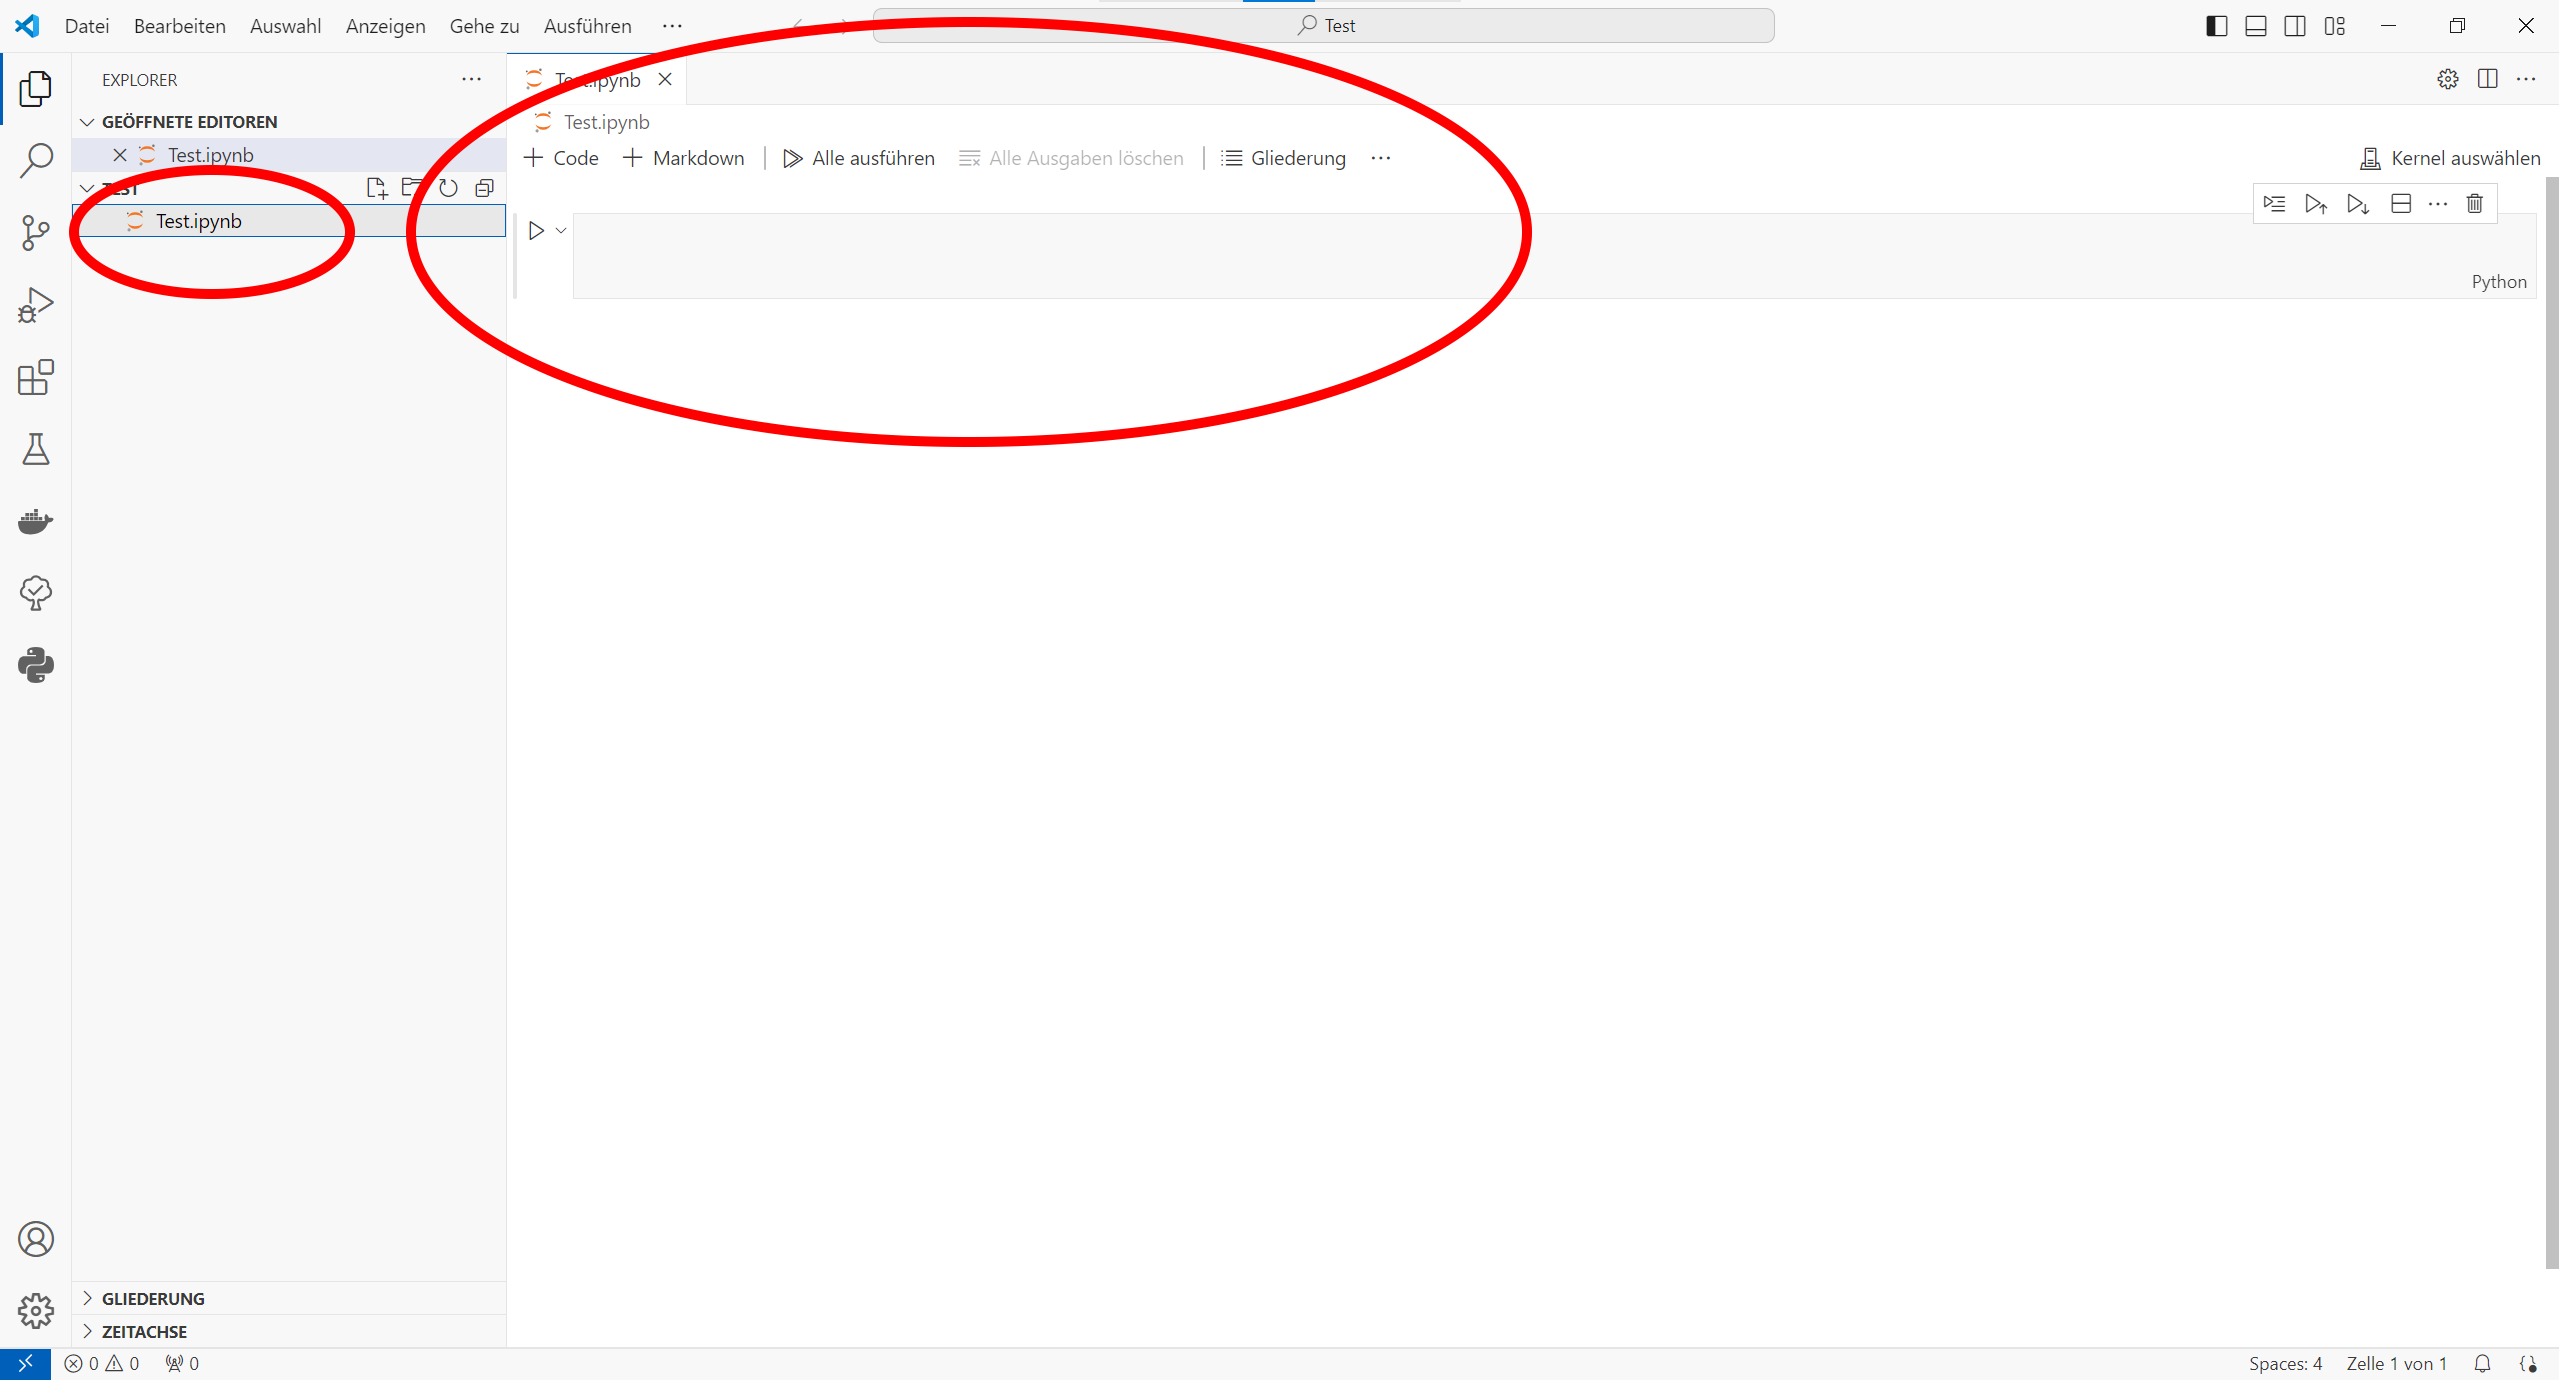 Datei Bearbeiten Auswahl Anzeigen Gehe zu Ausführen ··· Test
EXPLORER ···
Test.ipynb
GEÖFFNETE EDITOREN
Test.ipynb
Test.ipynb
Code Markdown Alle ausführen Alle Ausgaben löschen Gliederung ··· Kernel auswählen
TEST
Test.ipynb
Python
GLIEDERUNG
ZEITACHSE
0 0 0 Spaces: 4 Zelle 1 von 1